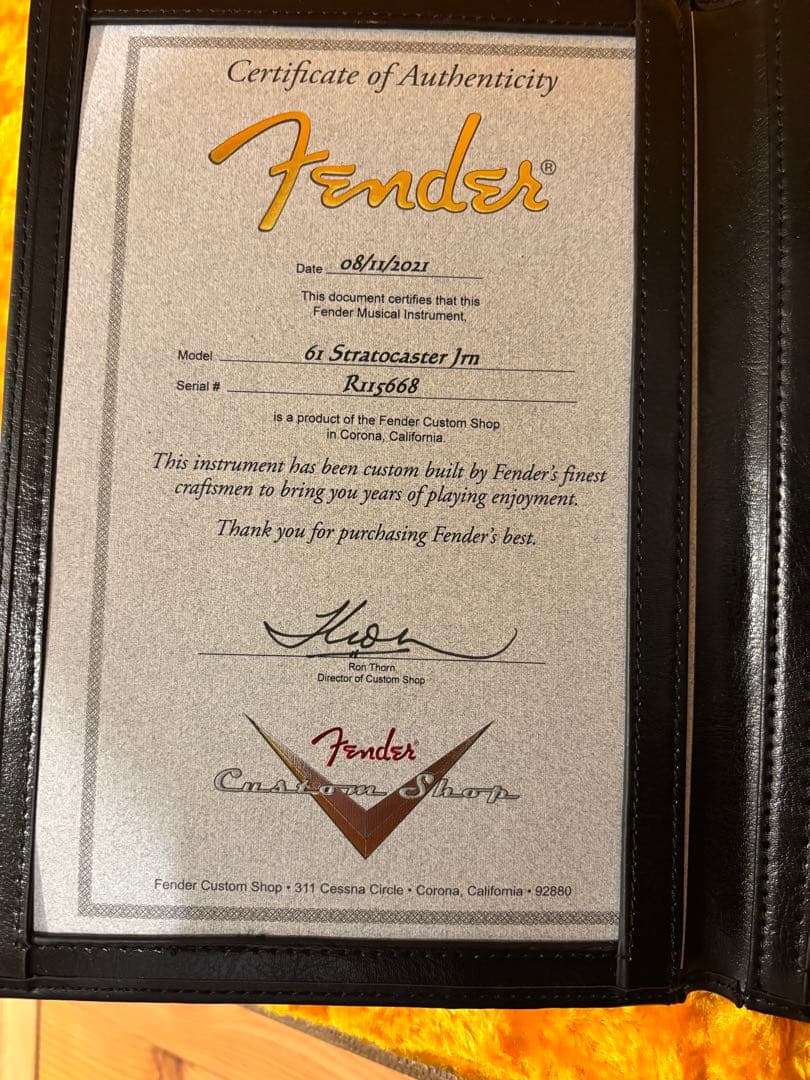 Certificate of Authenticity
Fender®
Date 08/11/2021
This document certifies that this
Fender Musical Instrument,
Model 61 Stratocaster Jrn
Serial # R115668
is a product of the Fender Custom Shop
in Corona, California.
This instrument has been custom built by Fender's finest
craftsmen to bring you years of playing enjoyment.
Thank you for purchasing Fender's best.
Ron Thorn
Director of Custom Shop
Fender
Custom Shop
Fender Custom Shop • 311 Cessna Circle • Corona, California • 92880